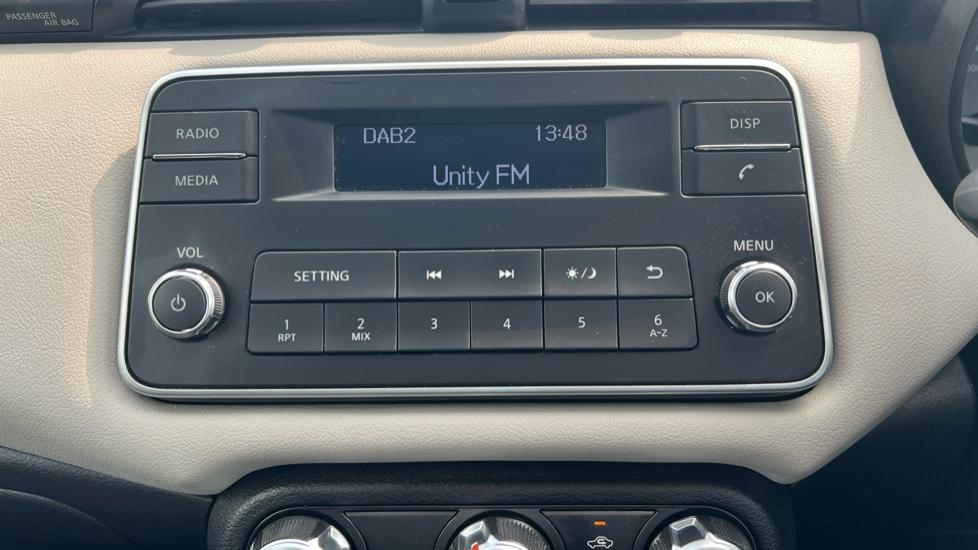 PASSENGER
AIR BAG
RADIO
MEDIA
DAB2 13:48
Unity FM
DISP
VOL
MENU
SETTING
OK
1
RPT
2
MIX
3
4
5
6
A-Z